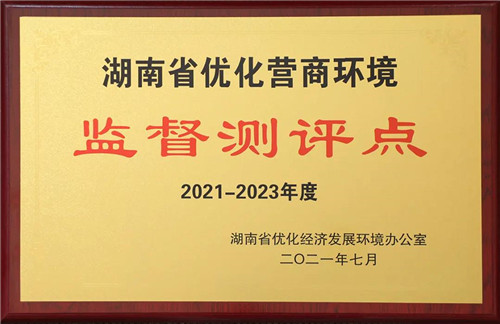 湖南省优化营商环境
监督测评点
2021-2023年度
湖南省优化经济发展环境办公室
二〇二一年七月